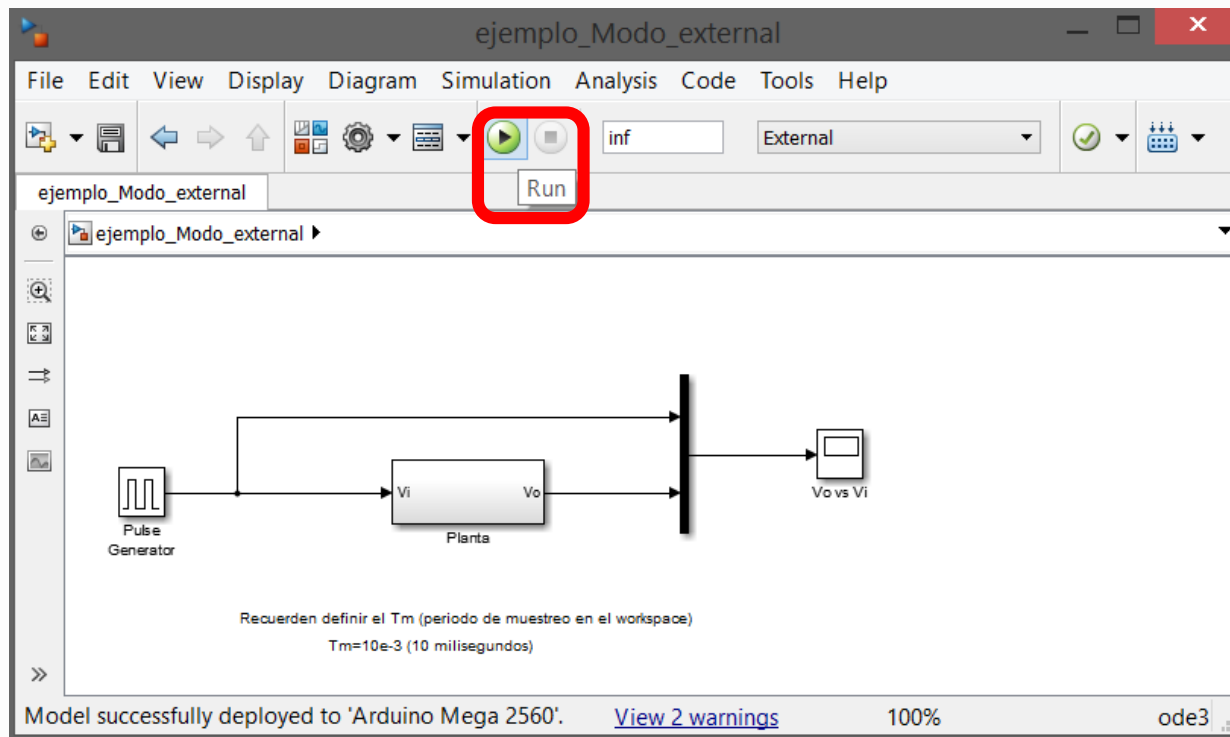 ejemplo_Modo_external
File Edit View Display Diagram Simulation Analysis Code Tools Help
inf External
Run
ejemplo_Modo_external
ejemplo_Modo_external
Vi Vo
Pulse
Generator
Planta
Vo vs Vi
Recuerden definir el Tm (periodo de muestreo en el workspace)
Tm=10e-3 (10 milisegundos)
Model successfully deployed to 'Arduino Mega 2560'. View 2 warnings 100% ode3